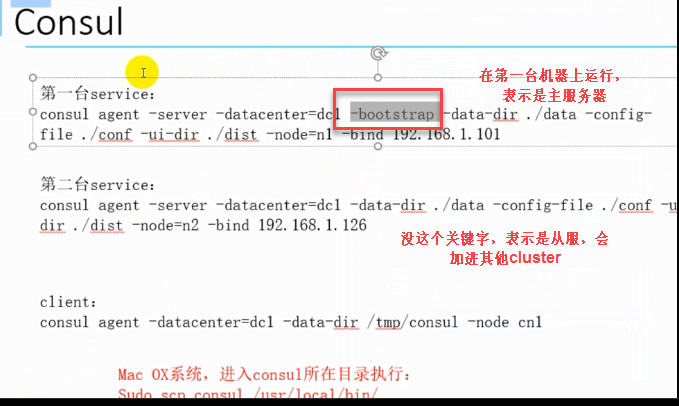 Consul
第一台service:
在第一台机器上运行，
表示是主服务器
consul agent -server -datacenter=dc1 -bootstrap -data-dir ./data -config-
file ./conf -ui-dir ./dist -node=n1 -bind 192.168.1.101
第二台service:
consul agent -server -datacenter=dc1 -data-dir ./data -config-file ./conf -u
dir ./dist -node=n2 -bind 192.168.1.126
没这个关键字，表示是从服，会
加进其他cluster
client:
consul agent -datacenter=dc1 -data-dir /tmp/consul -node cn1
Mac OX系统，进入consul所在目录执行:
Sudo scp consul /usr/local/bin/